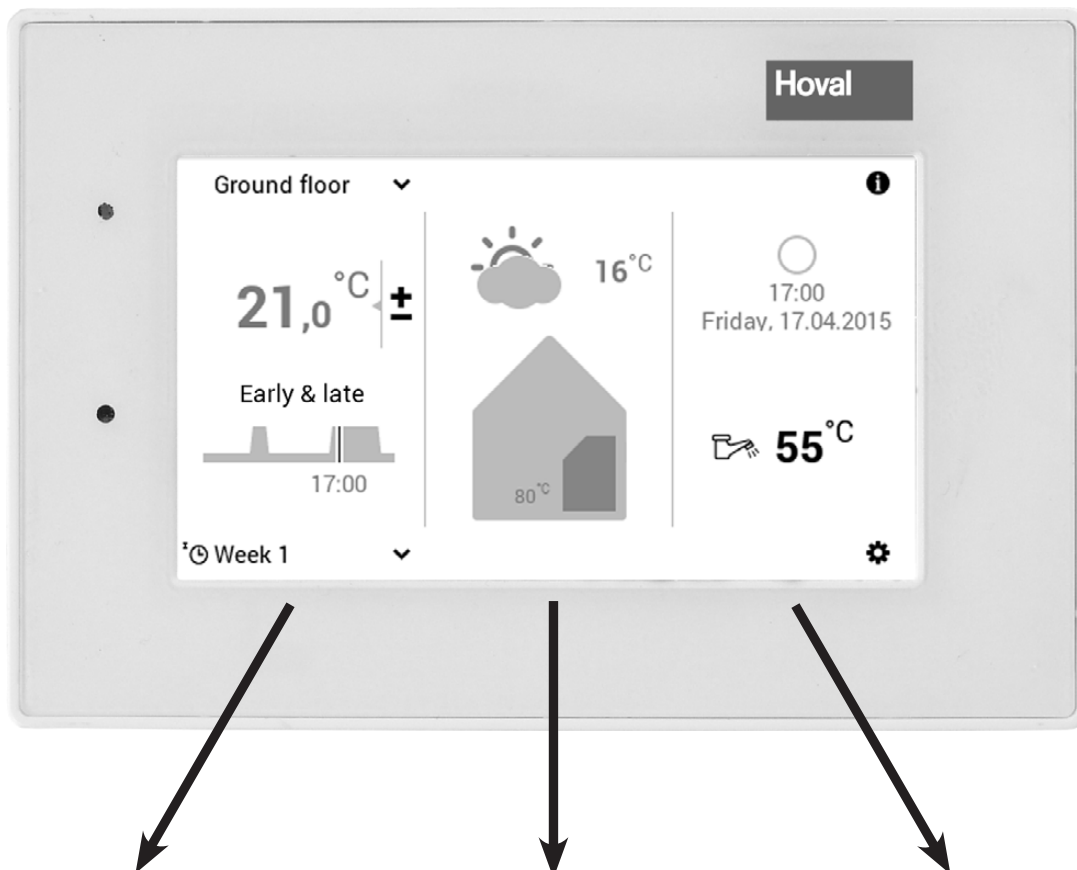 Hoval
Ground floor
21,0 °C
±
Early & late
17:00
Week 1
16°C
80°C
17:00
Friday, 17.04.2015
55°C